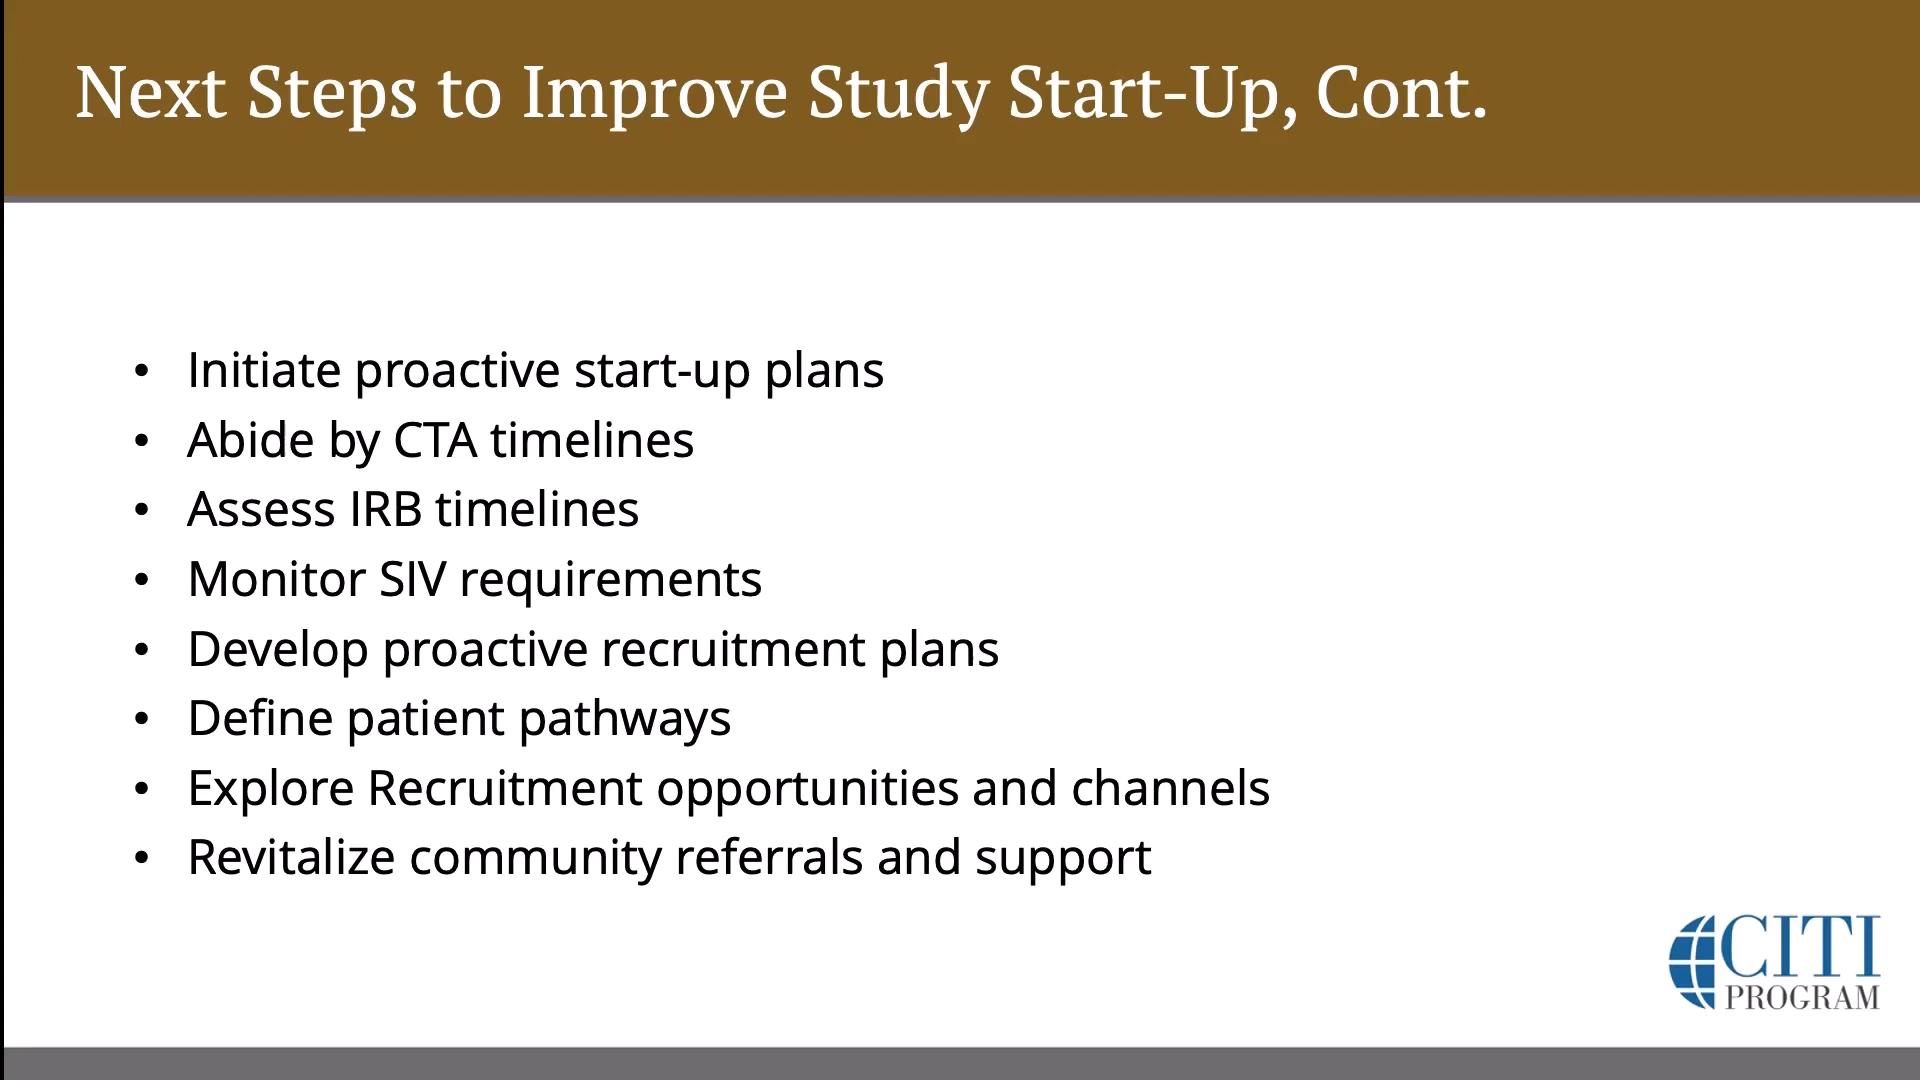 Next Steps to Improve Study Start-Up, Cont.
• Initiate proactive start-up plans
• Abide by CTA timelines
• Assess IRB timelines
• Monitor SIV requirements
• Develop proactive recruitment plans
• Define patient pathways
• Explore Recruitment opportunities and channels
• Revitalize community referrals and support
CITI
PROGRAM